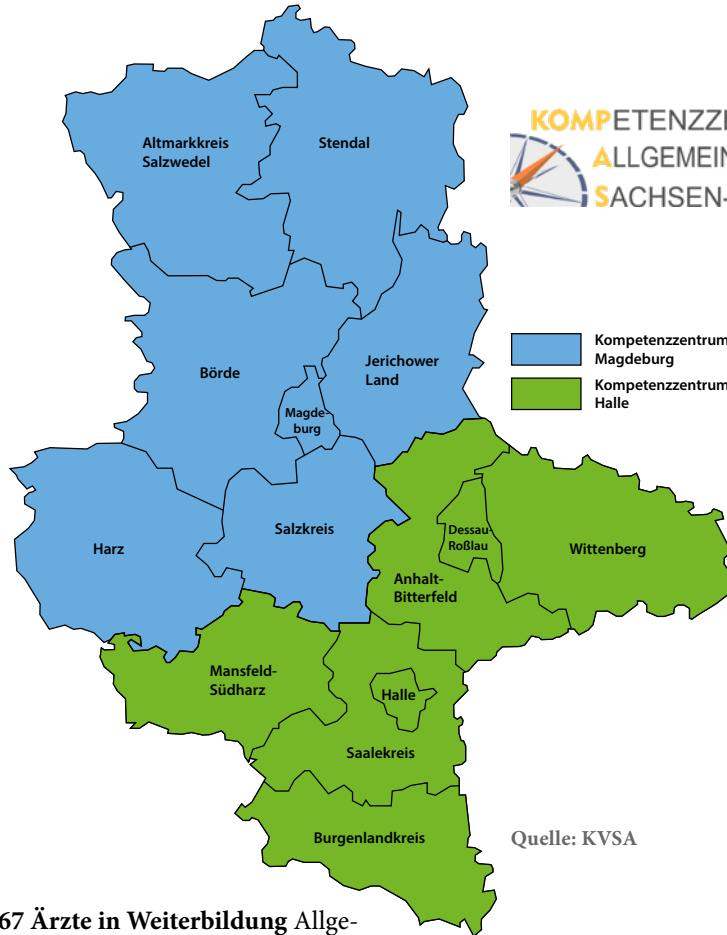 Altmarkkreis
Salzwedel
Stendal
KOMPETENZZE
ALLGEMEIN
SACHSEN-
Kompetenzzentrum
Magdeburg
Kompetenzzentrum
Halle
Börde
Jerichower
Land
Magde-
burg
Harz
Salzkreis
Dessau-
Roßlau
Wittenberg
Anhalt-
Bitterfeld
Mansfeld-
Südharz
Halle
Saalekreis
Burgenlandkreis
Quelle: KVSA
67 Ärzte in Weiterbildung Allge-